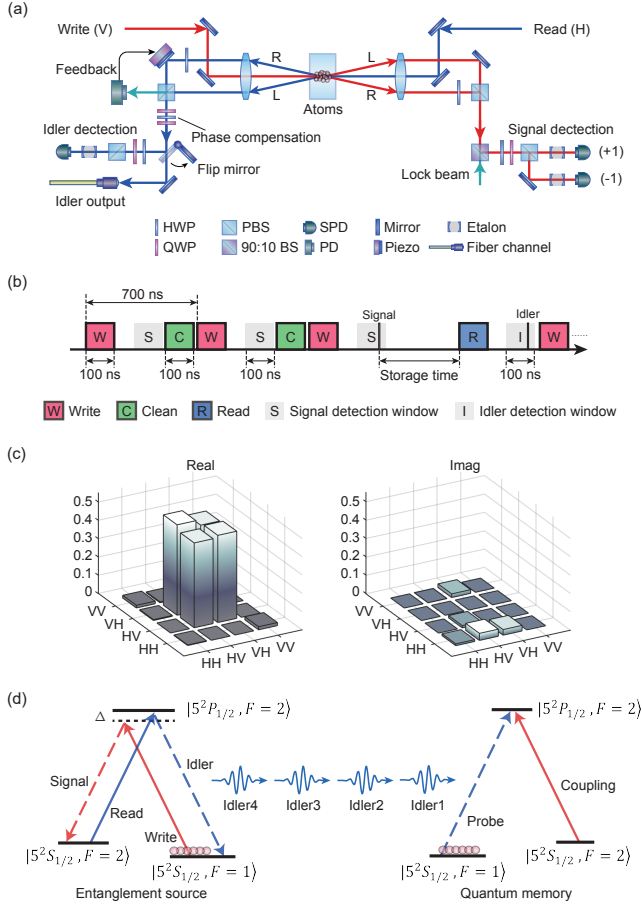 (a)
Write (V)
Read (H)
Feedback
R
L
L
R
Atoms
Phase compensation
Idler dectection
Signal dectection
Flip mirror
(+1)
(-1)
Lock beam
Idler output
HWP
PBS
SPD
Mirror
Etalon
QWP
90:10 BS
PD
Piezo
Fiber channel
(b)
700 ns
Signal
Idler
W S C W S C W S R I W
100 ns
100 ns
100 ns
Storage time
100 ns
W Write
C Clean
R Read
S Signal detection window
I Idler detection window
(c)
Real
Imag
0.5
0.4
0.3
0.2
0.1
0
VV
VH
HV
HH
HH
HV
VH
VV
0.5
0.4
0.3
0.2
0.1
0
VV
VH
HV
HH
HH
HV
VH
VV
(d)
Δ
|5²P₁/₂ , F = 2⟩
|5²P₁/₂ , F = 2⟩
Signal
Idler
Read
Write
Idler4
Idler3
Idler2
Idler1
Probe
Coupling
|5²S₁/₂ , F = 2⟩
|5²S₁/₂ , F = 1⟩
|5²S₁/₂ , F = 1⟩
|5²S₁/₂ , F = 2⟩
Entanglement source
Quantum memory